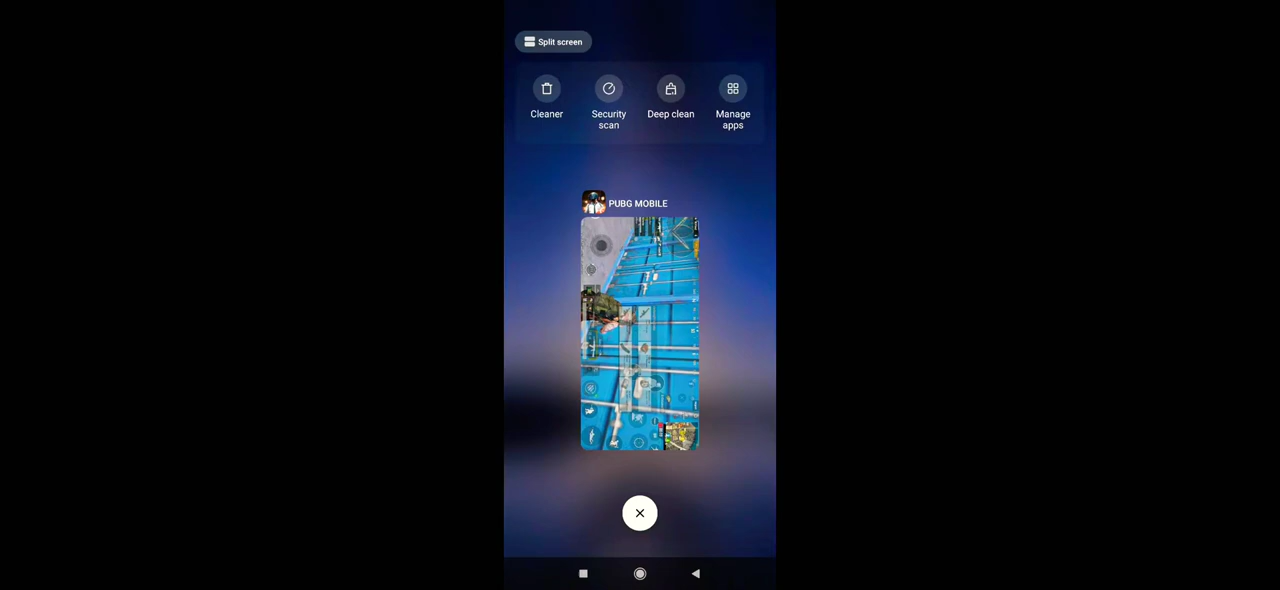 Split screen
Cleaner
Security
scan
Deep clean
Manage
apps
PUBG MOBILE